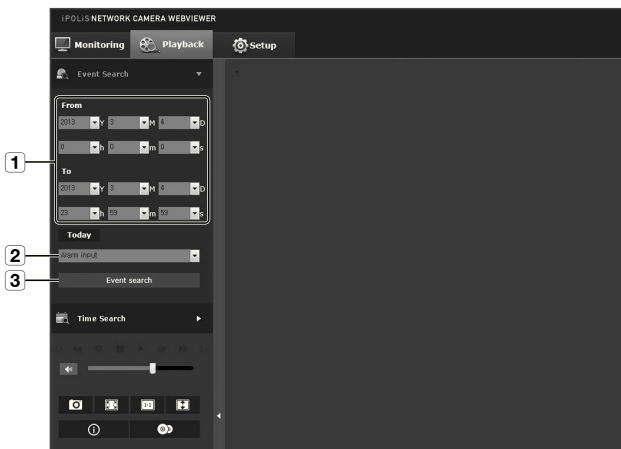 iPOLiS NETWORK CAMERA WEBVIEWER
Monitoring Playback Setup
Event Search
From
2013 Y 3 M 4 D
0 h 0 m 0 s
1
To
2013 Y 3 M 4 D
23 h 59 m 59 s
Today
2 Alarm input
3 Event search
Time Search
1:1